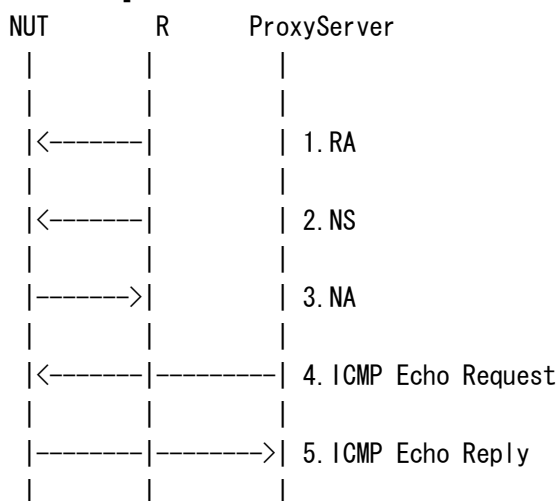 NUT R ProxyServer
| | |
| | |
|<-------| | 1.RA
| | |
|<-------| | 2.NS
| | |
|------->| | 3.NA
| | |
|<-------|---------| 4.ICMP Echo Request
| | |
|--------|-------->| 5.ICMP Echo Reply
| | |